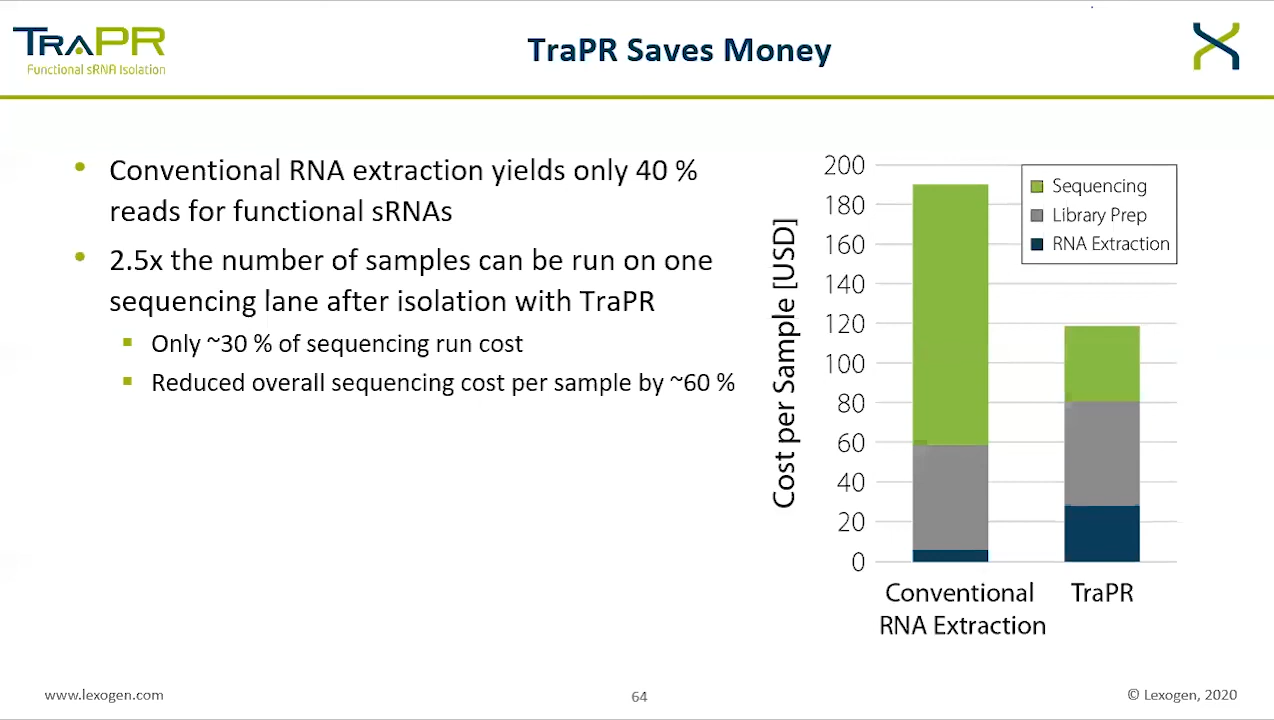 TRAPR
Functional sRNA Isolation
TraPR Saves Money
• Conventional RNA extraction yields only 40 %
reads for functional sRNAs
• 2.5x the number of samples can be run on one
sequencing lane after isolation with TraPR
▪ Only ~30 % of sequencing run cost
▪ Reduced overall sequencing cost per sample by ~60 %
Cost per Sample [USD]
200
180
160
140
120
100
80
60
40
20
0
Sequencing
Library Prep
RNA Extraction
Conventional
RNA Extraction
TraPR
www.lexogen.com
64
© Lexogen, 2020